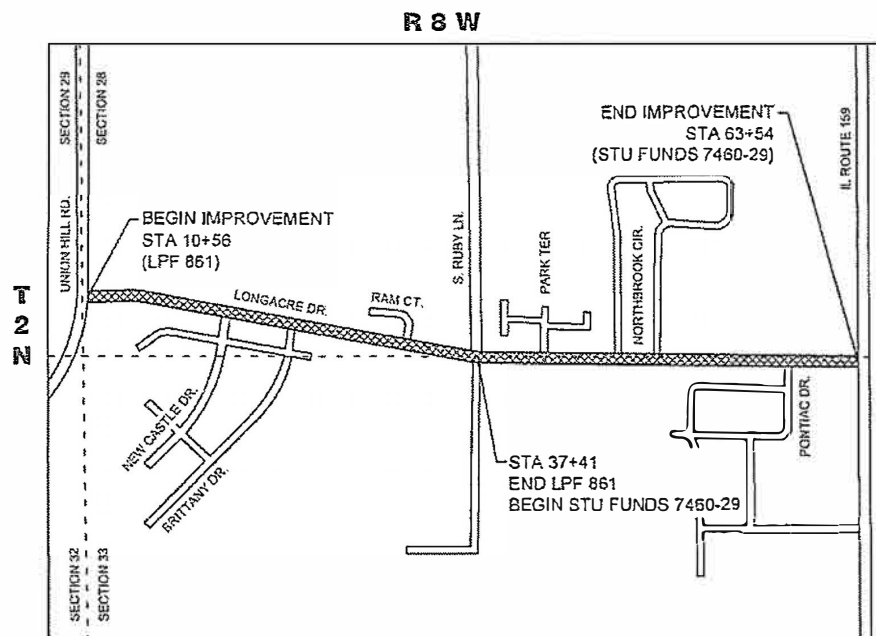 R 8 W
SECTION 29
SECTION 28
END IMPROVEMENT
STA 63+54
(STU FUNDS 7460-29)
IL ROUTE 159
UNION HILL RD.
BEGIN IMPROVEMENT
STA 10+56
(LPF 861)
S. RUBY LN.
LONGACRE DR.
RAM CT.
PARK TER
NORTHBROOK CIR.
T
2
N
NEW CASTLE DR.
BRITTANY DR.
PONTIAC DR.
STA 37+41
END LPF 861
BEGIN STU FUNDS 7460-29
SECTION 32
SECTION 33